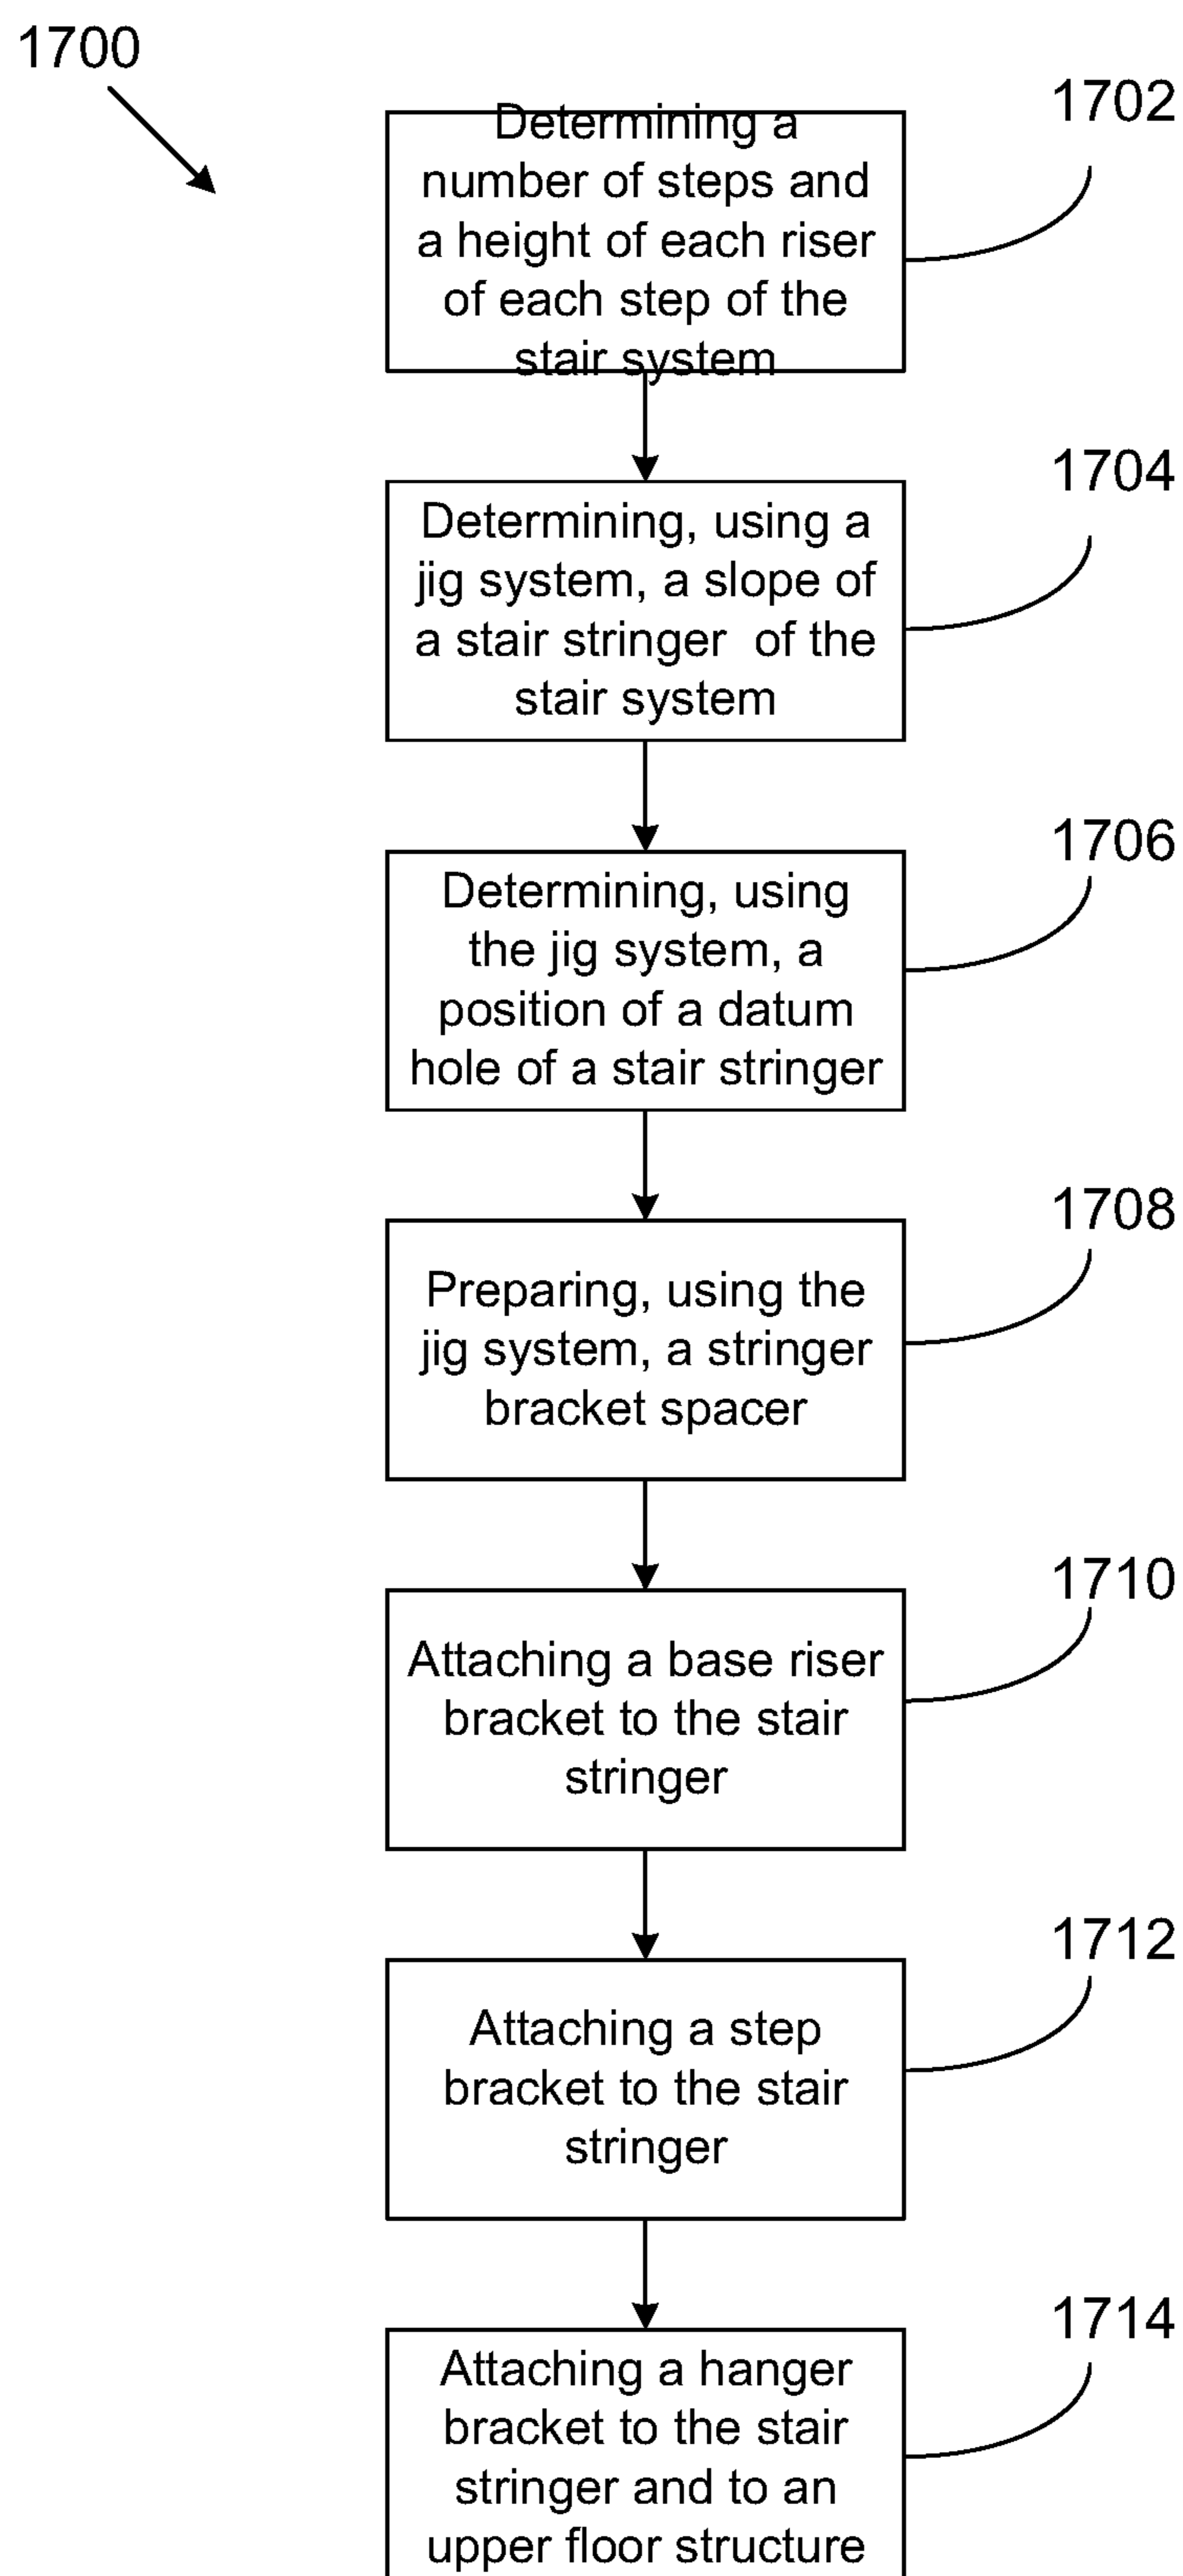 1700
1702
Determining a
number of steps and
a height of each riser
of each step of the
stair system
1704
Determining, using a
jig system, a slope of
a stair stringer  of the
stair system
1706
Determining, using
the jig system, a
position of a datum
hole of a stair stringer
1708
Preparing, using the
jig system, a stringer
bracket spacer
1710
Attaching a base riser
bracket to the stair
stringer
1712
Attaching a step
bracket to the stair
stringer
1714
Attaching a hanger
bracket to the stair
stringer and to an
upper floor structure